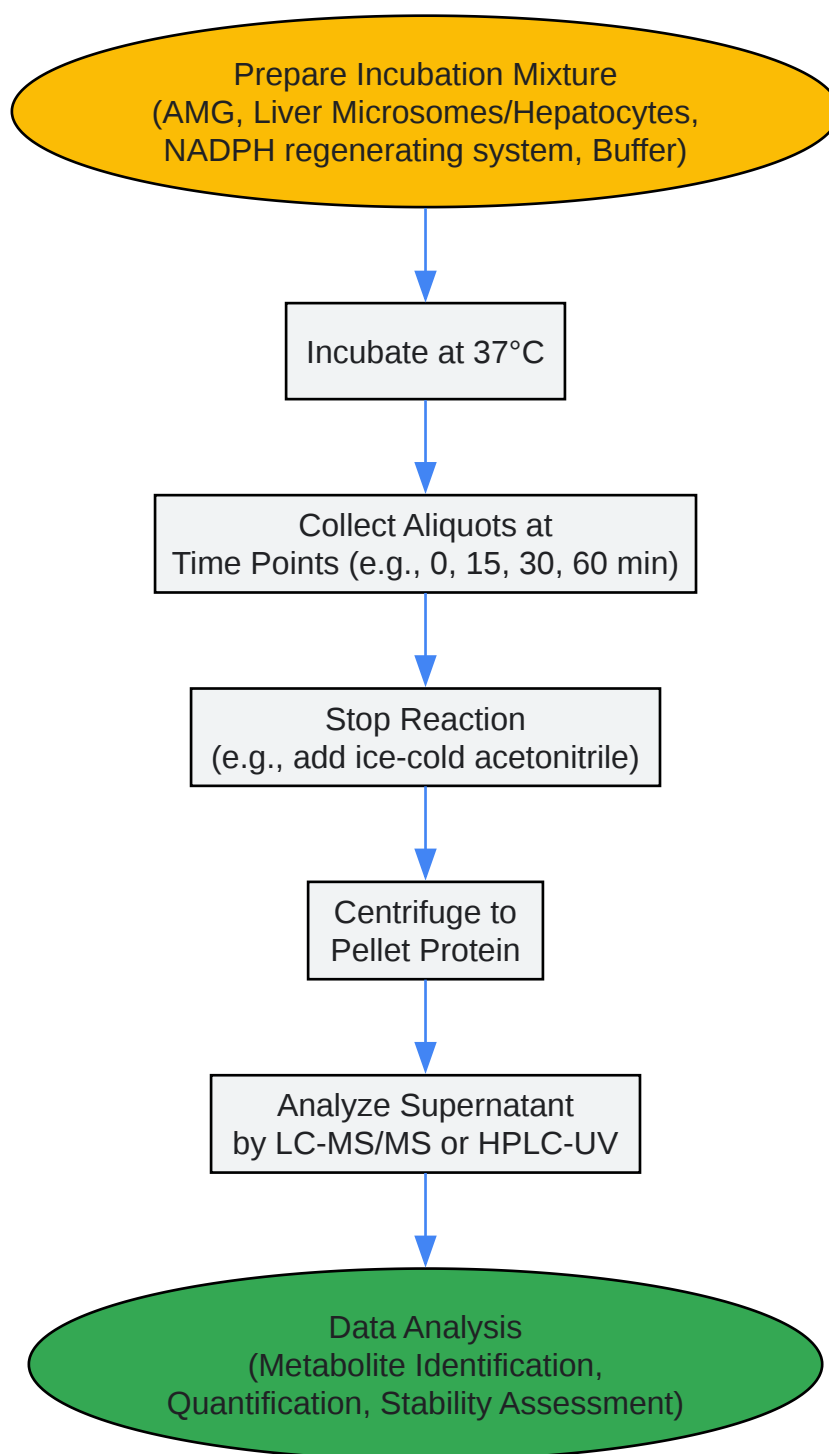 Prepare Incubation Mixture
(AMG, Liver Microsomes/Hepatocytes,
NADPH regenerating system, Buffer)
Incubate at 37°C
Collect Aliquots at
Time Points (e.g., 0, 15, 30, 60 min)
Stop Reaction
(e.g., add ice-cold acetonitrile)
Centrifuge to
Pellet Protein
Analyze Supernatant
by LC-MS/MS or HPLC-UV
Data Analysis
(Metabolite Identification,
Quantification, Stability Assessment)